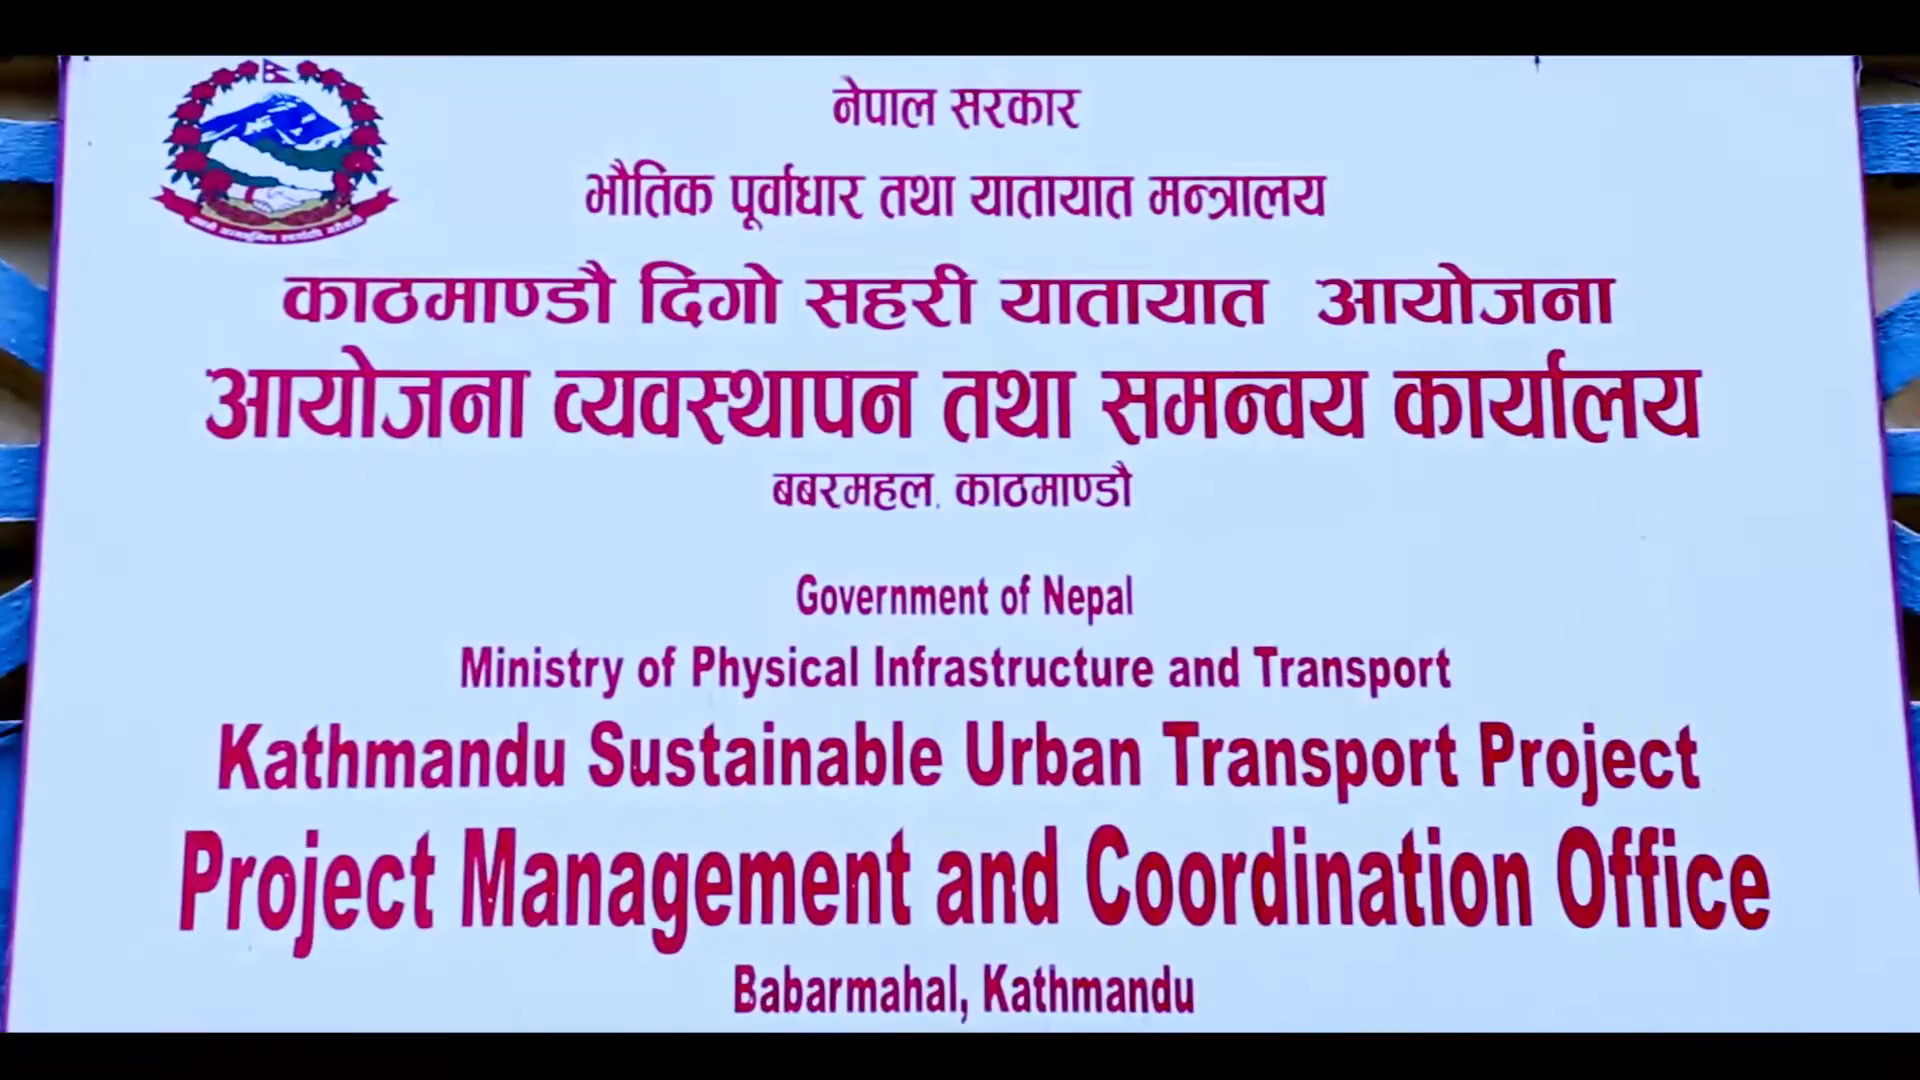 नेपाल सरकार
भौतिक पूर्वाधार तथा यातायात मन्त्रालय
काठमाण्डौ दिगो सहरी यातायात आयोजना
आयोजना व्यवस्थापन तथा समन्वय कार्यालय
बबरमहल, काठमाण्डौ
Government of Nepal
Ministry of Physical Infrastructure and Transport
Kathmandu Sustainable Urban Transport Project
Project Management and Coordination Office
Babarmahal, Kathmandu